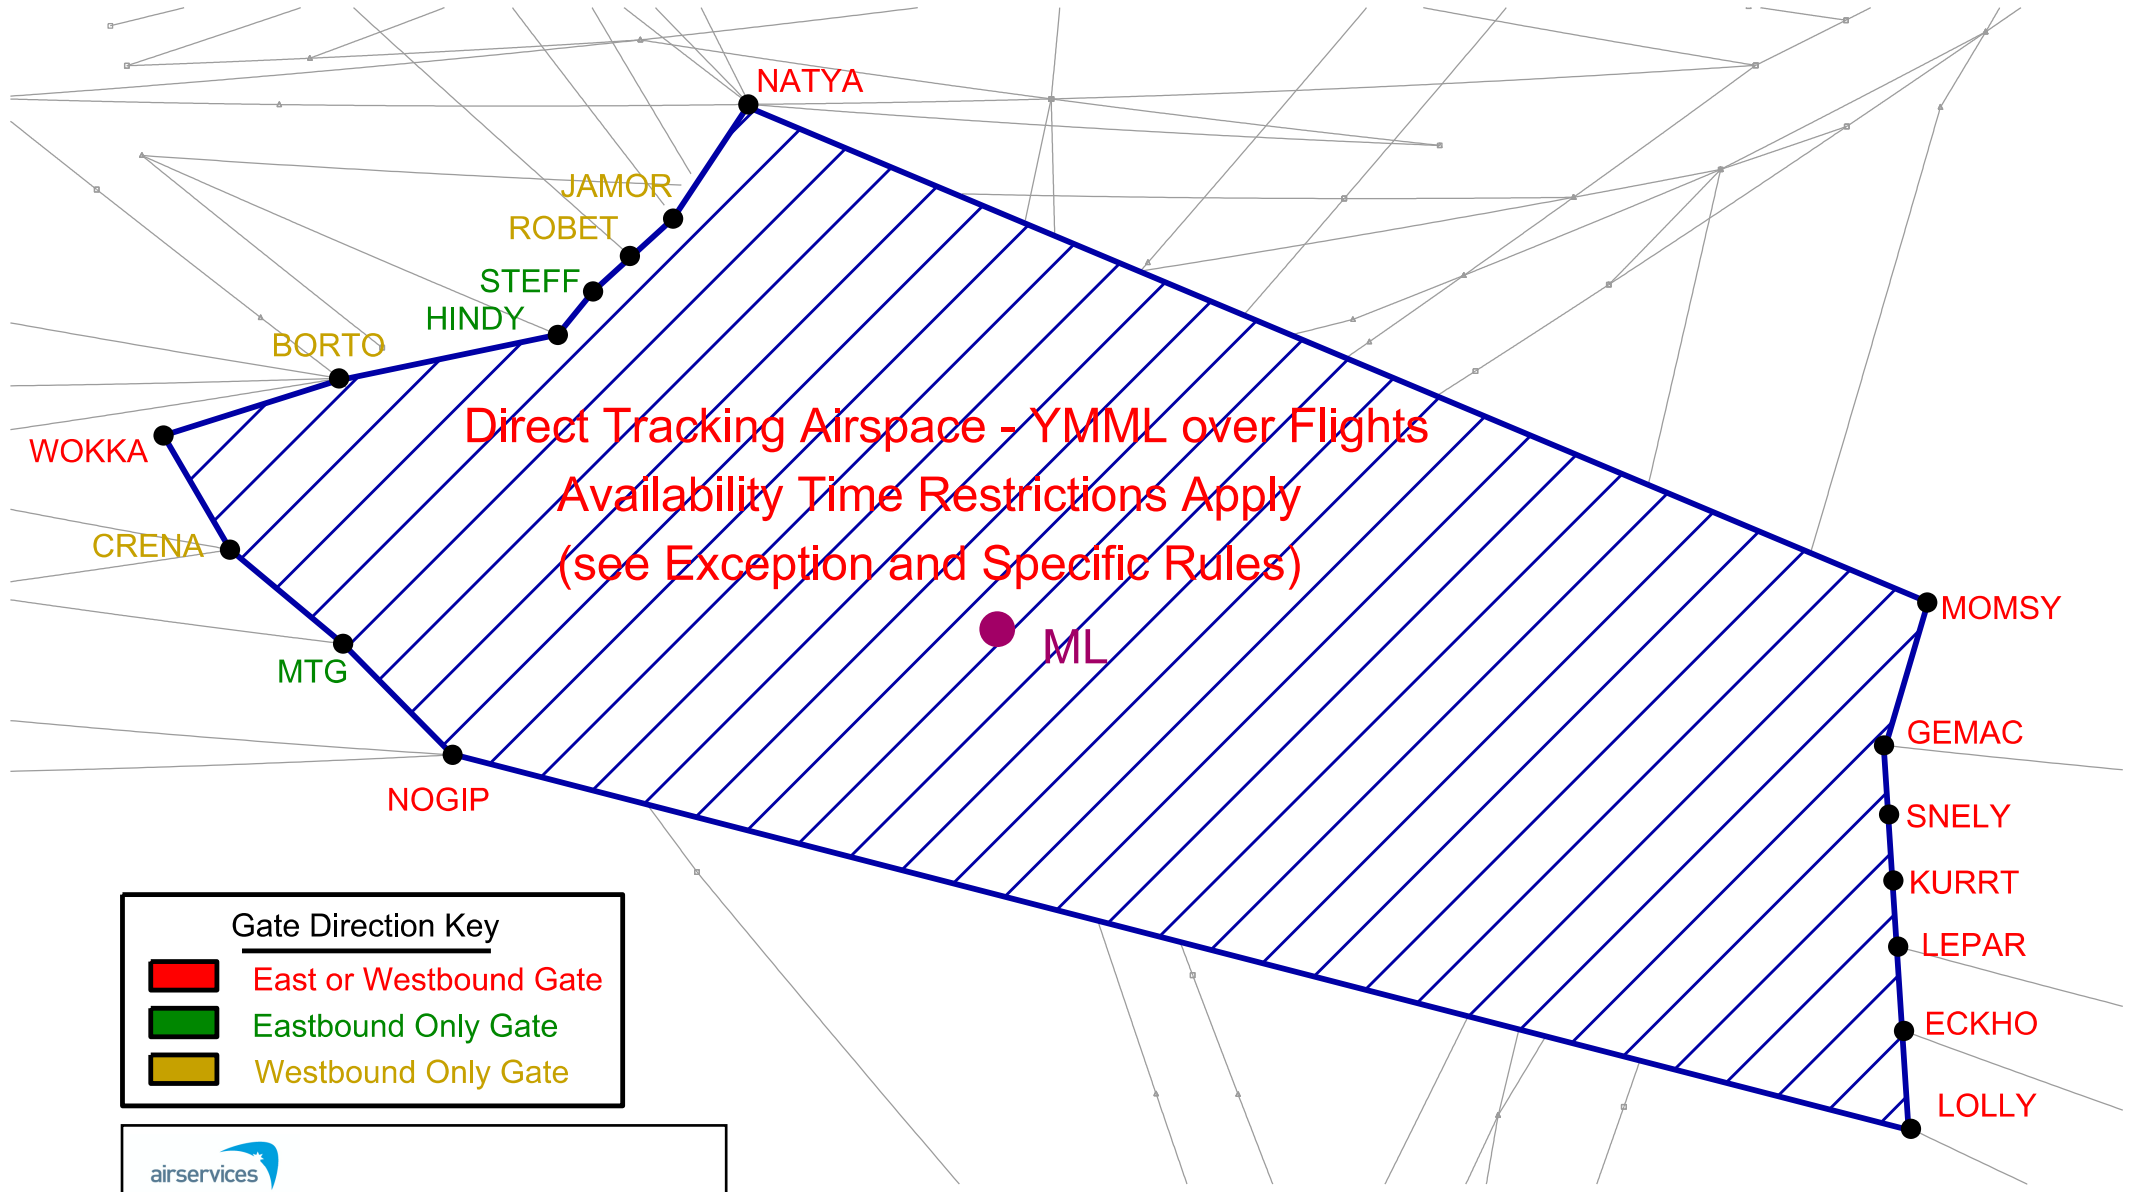 NATYA
JAMOR
ROBET
STEFF
HINDY
BORTO
WOKKA
CRENA
MTG
NOGIP
Direct Tracking Airspace - YMML over Flights
Availability Time Restrictions Apply
(see Exception and Specific Rules)
ML
MOMSY
GEMAC
SNELY
KURRT
LEPAR
ECKHO
LOLLY
Gate Direction Key
East or Westbound Gate
Eastbound Only Gate
Westbound Only Gate
airservices